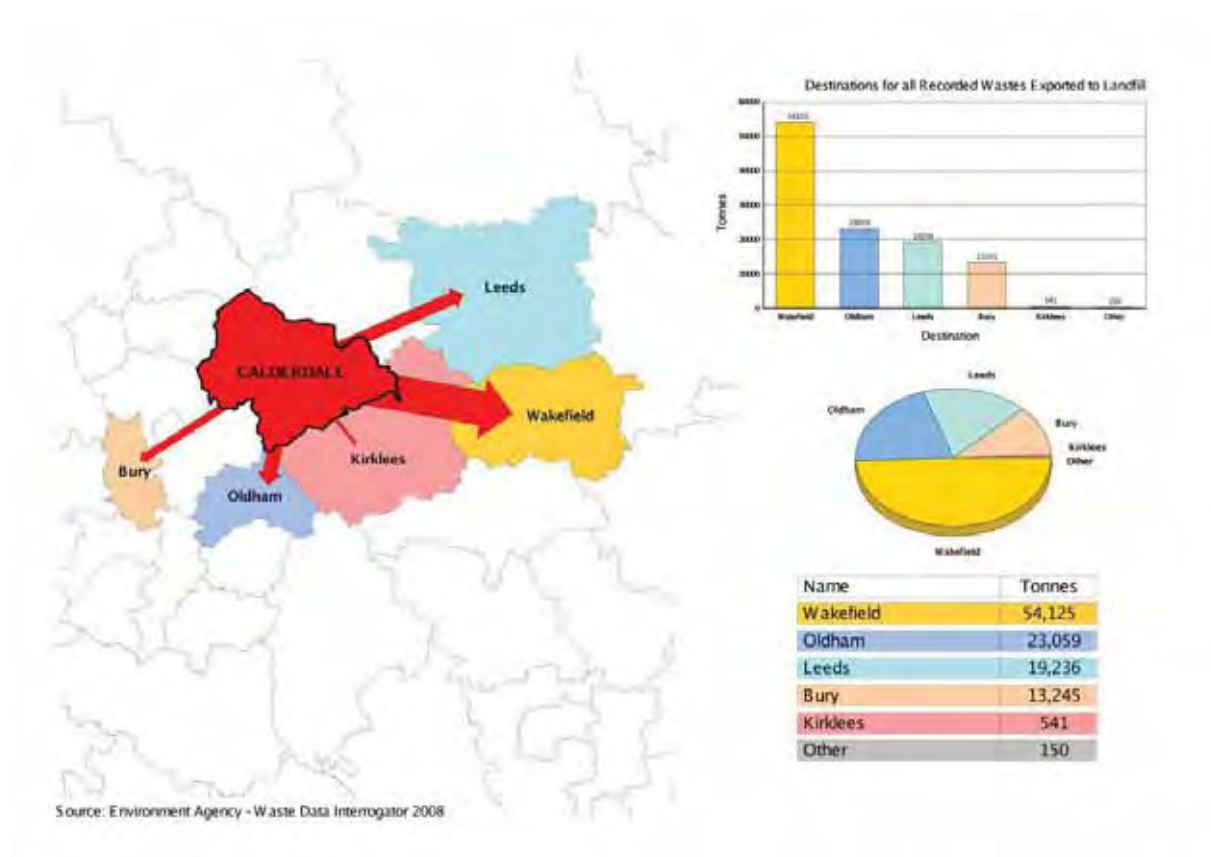 Destinations for all Recorded Wastes Exported to Landfill
Tonnes
Wakefield
Oldham
Leeds
Bury
Kirklees
Other
Destination
Leeds
CALDERDALE
Wakefield
Kirklees
Bury
Oldham
Leeds
Oldham
Bury
Kirklees
Other
Wakefield
Name Tonnes
Wakefield 54,125
Oldham 23,059
Leeds 19,236
Bury 13,245
Kirklees 541
Other 150
Source: Environment Agency - Waste Data Interrogator 2008